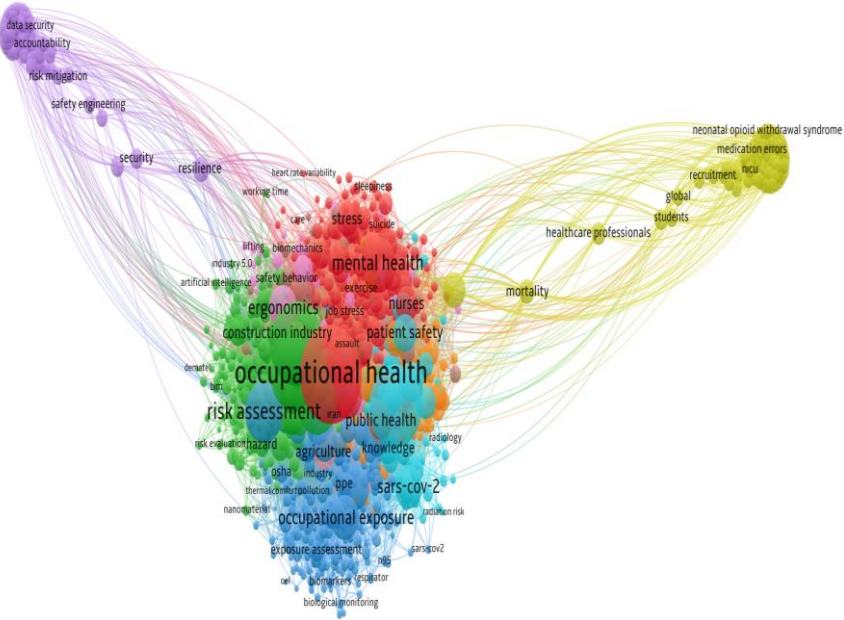 data security
accountability
risk mitigation
safety engineering
security
resilience
neonatal opioid withdrawal syndrome
medication errors
nicu
recruitment
global
students
healthcare professionals
mortality
heart rate variability
sleepiness
working time
care
stress
suicide
lifting
biomechanics
mental health
industry 5.0
artificial intelligence
safety behavior
exercise
ergonomics
job stress
nurses
construction industry
patient safety
assault
dematel
occupational health
bim
risk assessment
iran
public health
risk evaluation
hazard
agriculture
knowledge
radiology
osha
industry
thermal comfort
pollution
ppe
sars-cov-2
nanomaterial
occupational exposure
radiation risk
exposure assessment
sars-cov2
n95
oel
biomarkers
respirator
biological monitoring